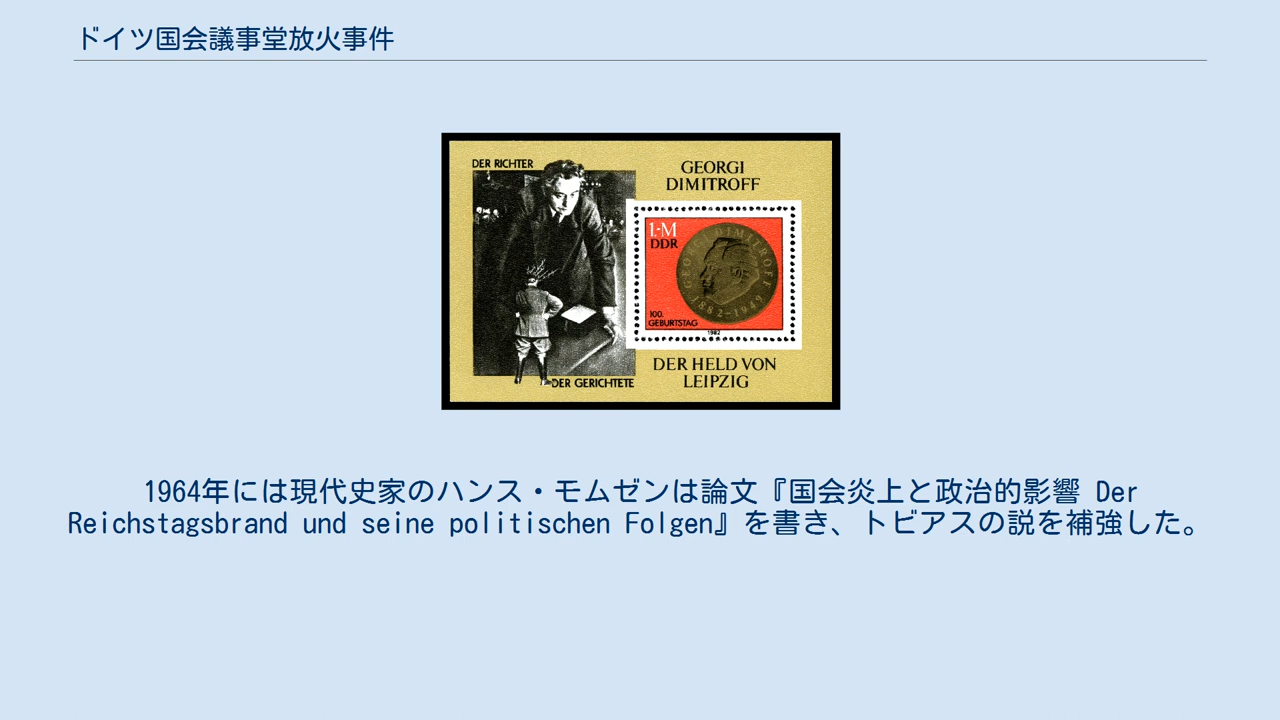 ドイツ国会議事堂放火事件
DER RICHTER
GEORGI
DIMITROFF
1.-M
DDR
GEORGI DIMITROFF
1882-1949
100.
GEBURTSTAG
1982
DER HELD VON
LEIPZIG
DER GERICHTETE
1964年には現代史家のハンス・モムゼンは論文『国会炎上と政治的影響 Der
Reichstagsbrand und seine politischen Folgen』を書き、トビアスの説を補強した。